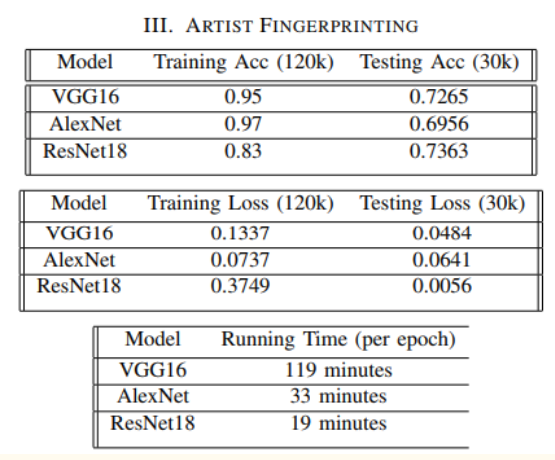 III. ARTIST FINGERPRINTING
Model Training Acc (120k) Testing Acc (30k)
VGG16 0.95 0.7265
AlexNet 0.97 0.6956
ResNet18 0.83 0.7363
Model Training Loss (120k) Testing Loss (30k)
VGG16 0.1337 0.0484
AlexNet 0.0737 0.0641
ResNet18 0.3749 0.0056
Model Running Time (per epoch)
VGG16 119 minutes
AlexNet 33 minutes
ResNet18 19 minutes